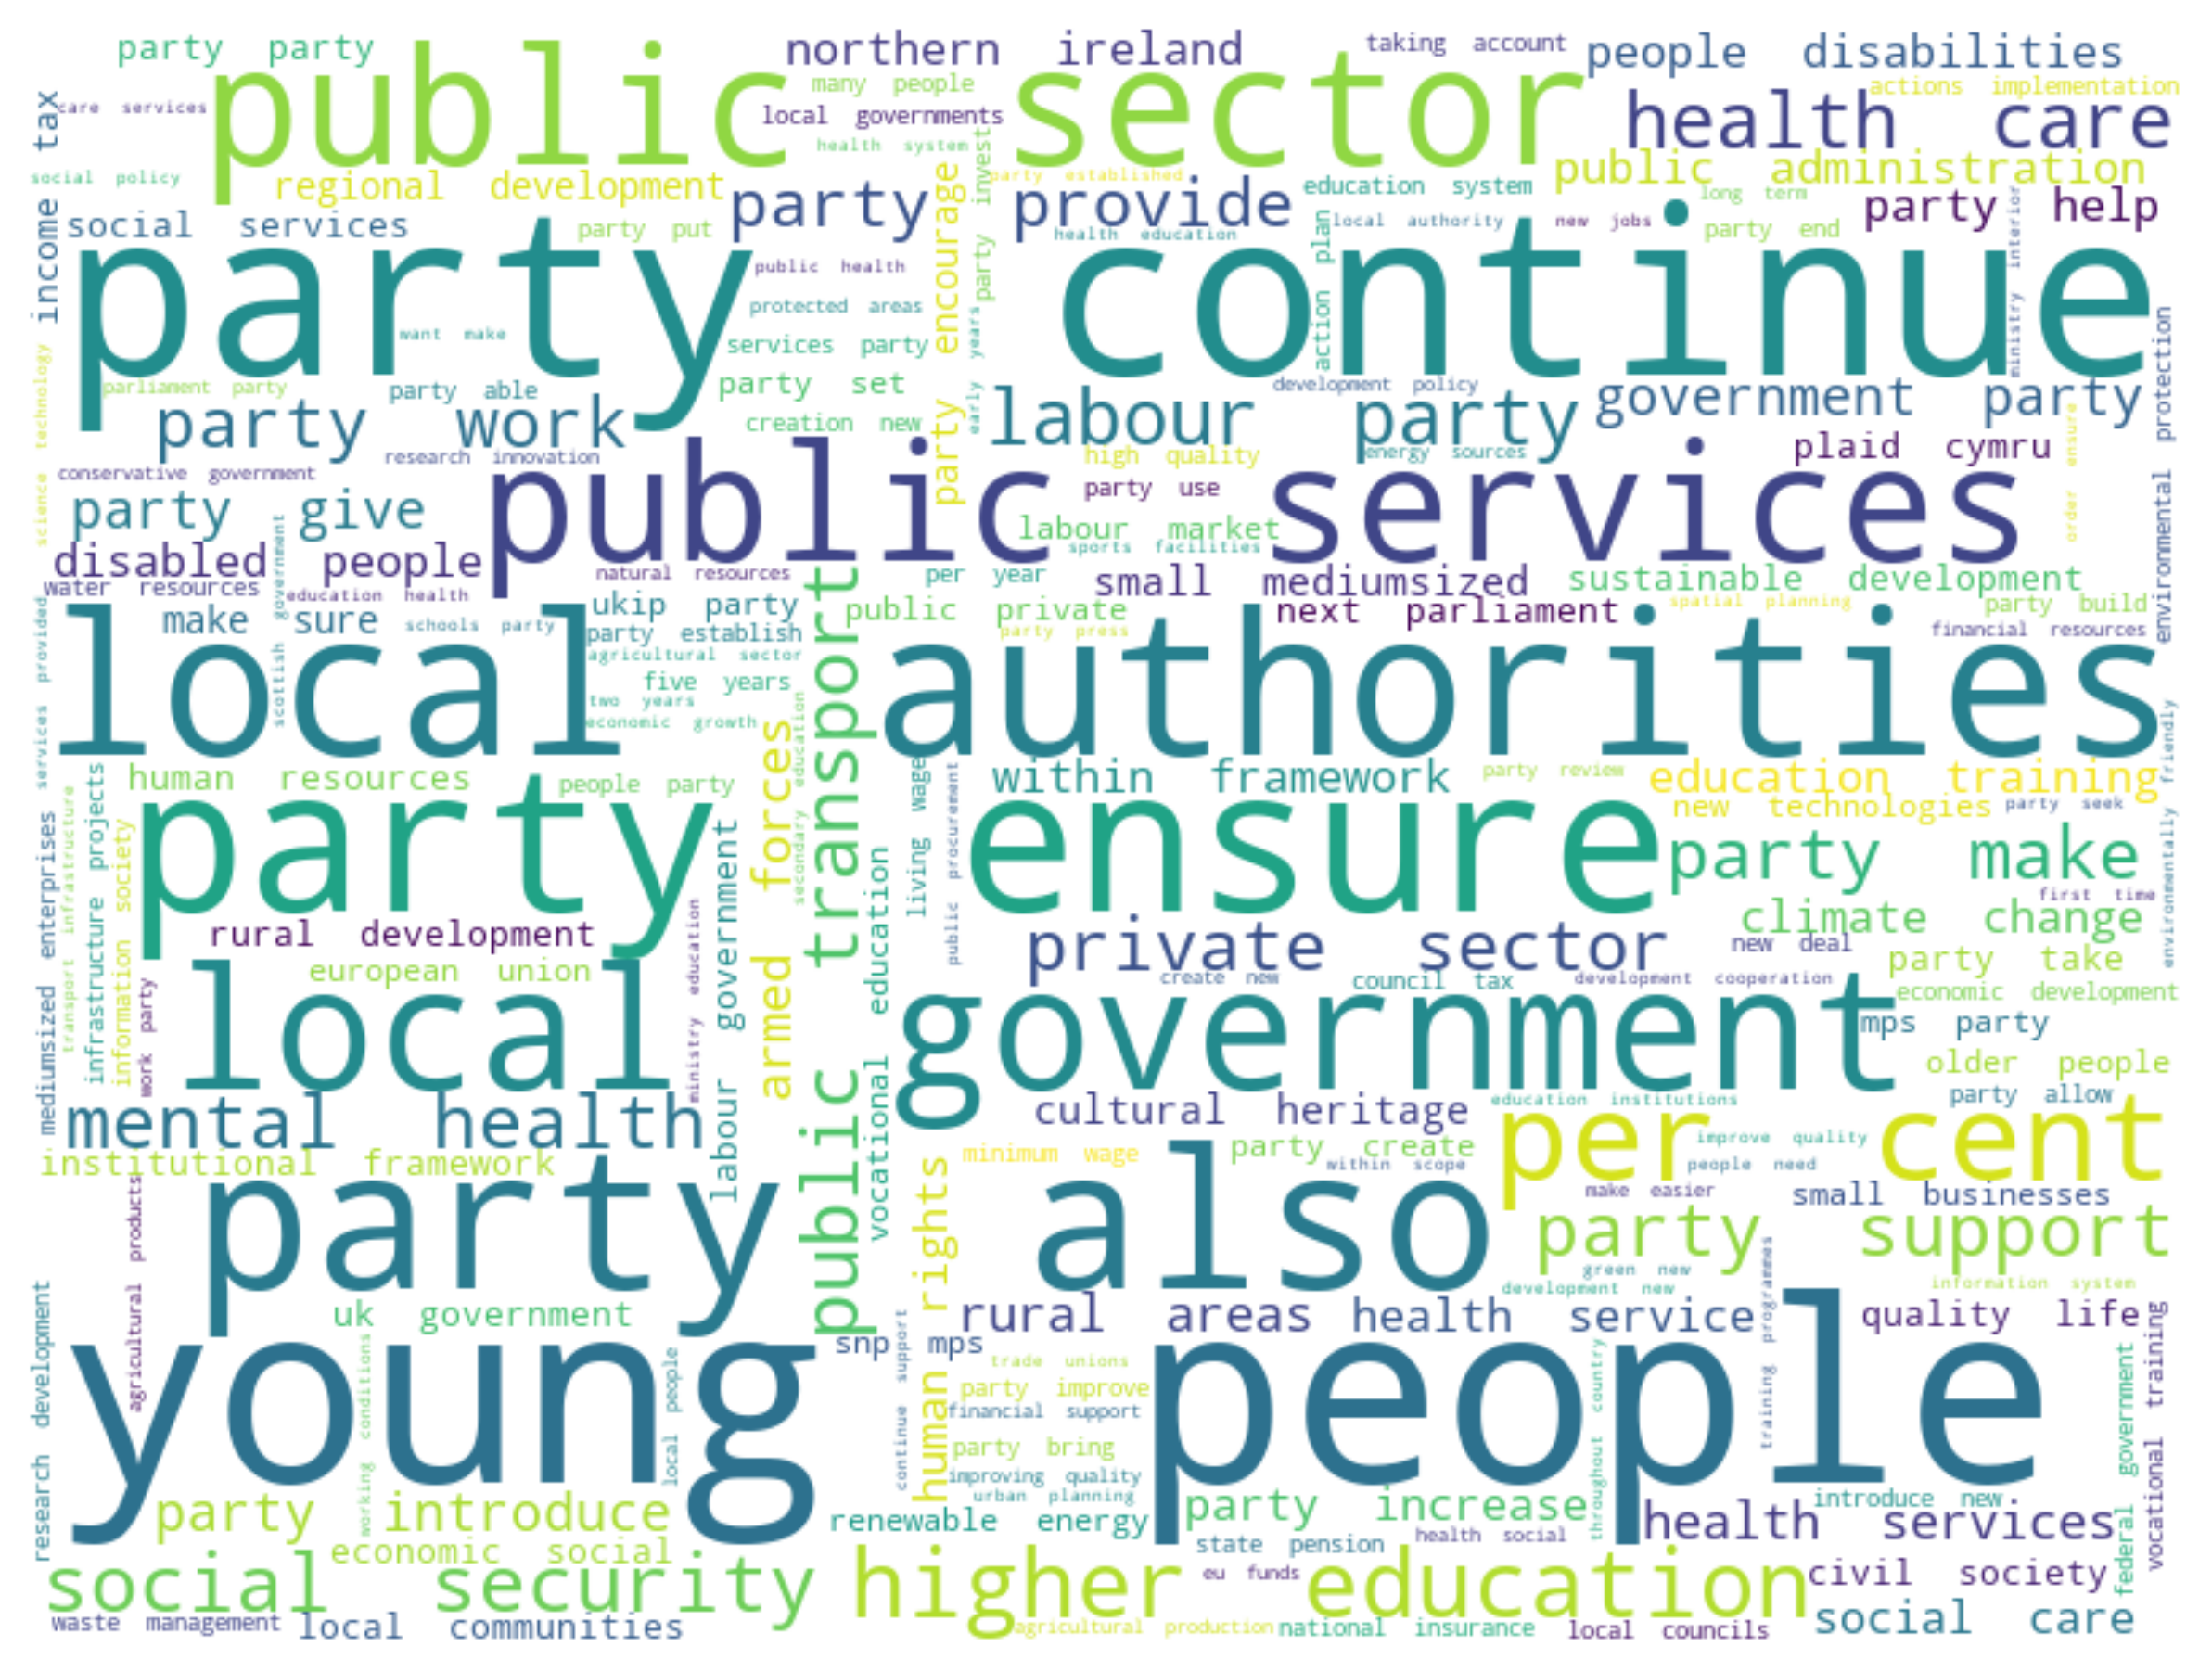 party party
public sector
northern ireland
taking account
people disabilities
care services
many people
actions implementation
local governments
health care
income tax
health system
social policy
regional development
party established
education system
public administration
party provide
long term
party help
social services
party put
local authority
new jobs
party end
health education
party continue
public health
party encourage
party invest
action plan
ministry interior
protected areas
want make
services party
early years
parliament party
party able
party set
development policy
government party
party work
creation new
labour party
science technology
research innovation
energy sources
high quality
plaid cymru
order ensure
environmental protection
conservative government
public services
party use
party give
labour market
sports facilities
disabled people
natural resources
per year
small mediumsized
sustainable development
water resources
education health
scottish government
make sure
schools party
ukip party
public private
next parliament
spatial planning
party build
services provided
party establish
party press
financial resources
local authorities
agricultural sector
five years
two years
economic growth
secondary education
public transport
environmentally friendly
human resources
people party
armed forces
living wage
public procurement
within framework
party review
education training
new technologies
party seek
party ensure
party make
first time
mediumsized enterprises
transport infrastructure
infrastructure projects
information society
labour government
vocational education
climate change
rural development
private sector
new deal
european union
party take
work party
ministry education
create new
council tax
development cooperation
economic development
local government
mps party
older people
mental health
cultural heritage
education institutions
party allow
per cent
institutional framework
minimum wage
party create
improve quality
within scope
people need
agricultural products
party also
human rights
make easier
small businesses
party support
green new
information system
development new
uk government
rural areas
health service
training programmes
quality life
research development
young people
snp mps
continue support
trade unions
working conditions
local people
party improve
financial support
throughout country
federal government
vocational training
party bring
improving quality
urban planning
party introduce
renewable energy
party increase
introduce new
health services
economic social
state pension
health social
social security
higher education
eu funds
civil society
waste management
local communities
agricultural production
national insurance
local councils
social care